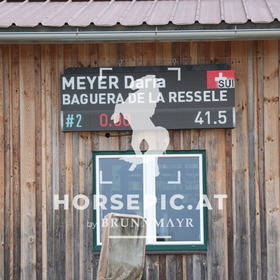 MEYER Daria
SUI
BAGUERA DE LA RESSELE
#2 0.00 41.5
HORSEPIC.AT
by BRUNNMAYR